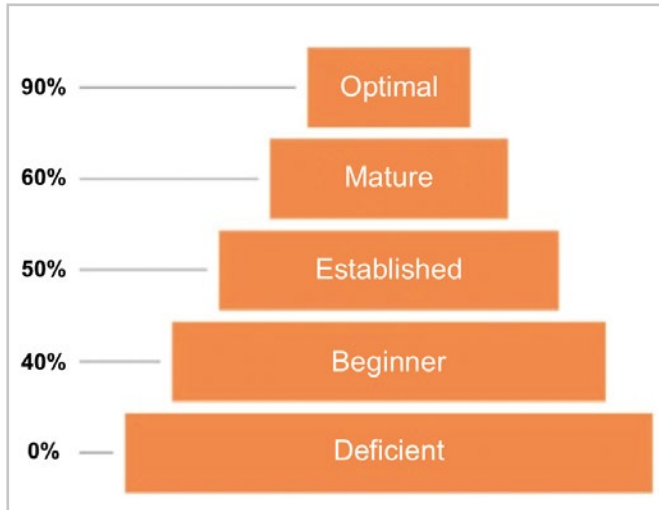 90% Optimal
60% Mature
50% Established
40% Beginner
0% Deficient